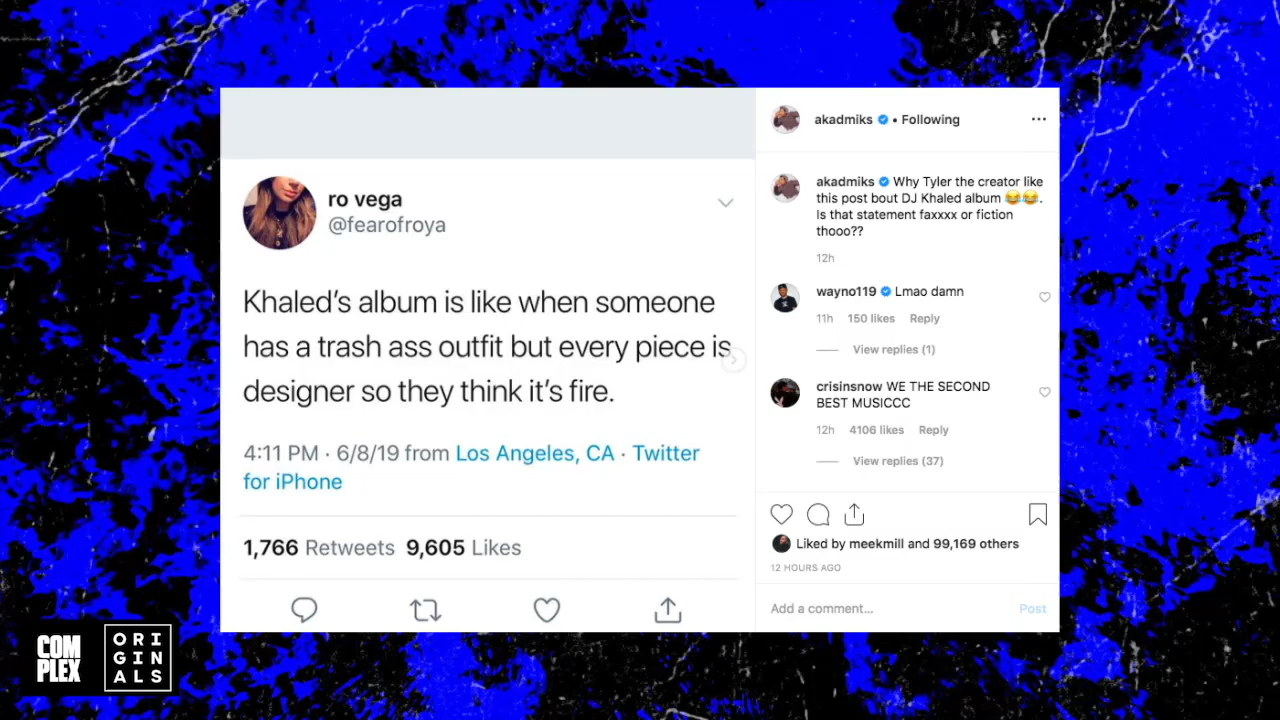 ro vega
@fearofroya
Khaled's album is like when someone
has a trash ass outfit but every piece is
designer so they think it's fire.
4:11 PM · 6/8/19 from Los Angeles, CA · Twitter
for iPhone
1,766 Retweets 9,605 Likes
akadmiks • Following
akadmiks Why Tyler the creator like
this post bout DJ Khaled album 😂😂.
Is that statement faxxxx or fiction
thooo??
12h
wayno119 Lmao damn
11h 150 likes Reply
View replies (1)
crisinsnow WE THE SECOND
BEST MUSICCC
12h 4106 likes Reply
View replies (37)
Liked by meekmill and 99,169 others
12 HOURS AGO
Add a comment... Post
COM
PLEX
ORI
GIN
ALS